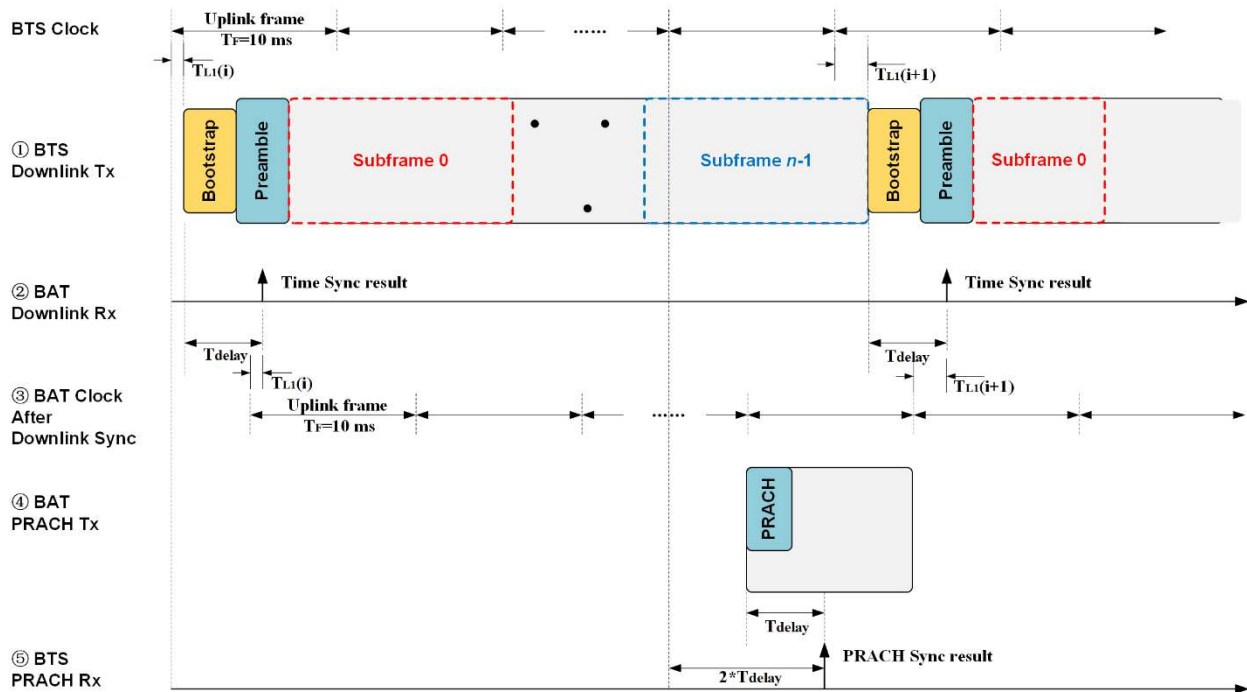 Uplink frame
BTS Clock
TF=10 ms
......
TL1(i)
TL1(i+1)
① BTS
Downlink Tx
Bootstrap
Preamble
Subframe 0
Subframe n-1
Bootstrap
Preamble
Subframe 0
② BAT
Downlink Rx
Time Sync result
Time Sync result
Tdelay
Tdelay
TL1(i)
TL1(i+1)
③ BAT Clock
After
Downlink Sync
Uplink frame
TF=10 ms
......
④ BAT
PRACH Tx
PRACH
Tdelay
⑤ BTS
PRACH Rx
2*Tdelay
PRACH Sync result